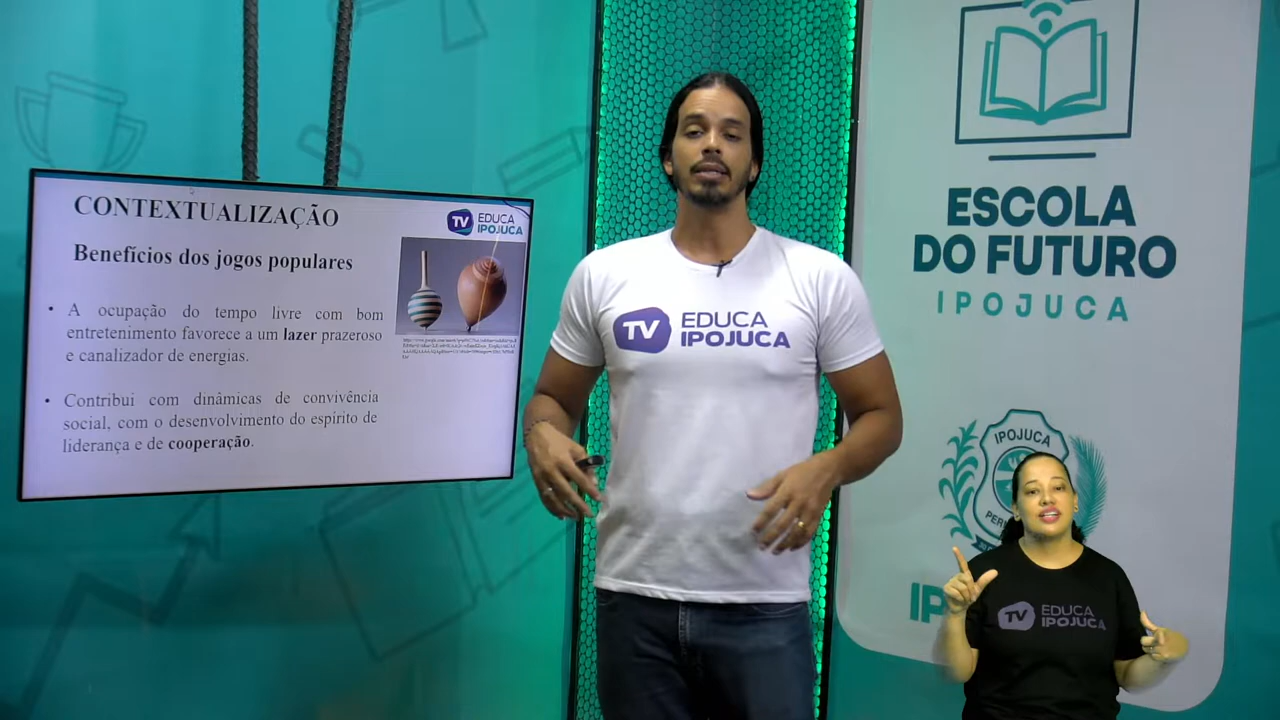 CONTEXTUALIZAÇÃO
TV EDUCA
IPOJUCA
Benefícios dos jogos populares
• A ocupação do tempo livre com bom
entretenimento favorece a um lazer prazeroso
e canalizador de energias.
• Contribui com dinâmicas de convivência
social, com o desenvolvimento do espírito de
liderança e de cooperação.
TV EDUCA
IPOJUCA
ESCOLA
DO FUTURO
IPOJUCA
IPOJUCA
TV EDUCA
IPOJUCA